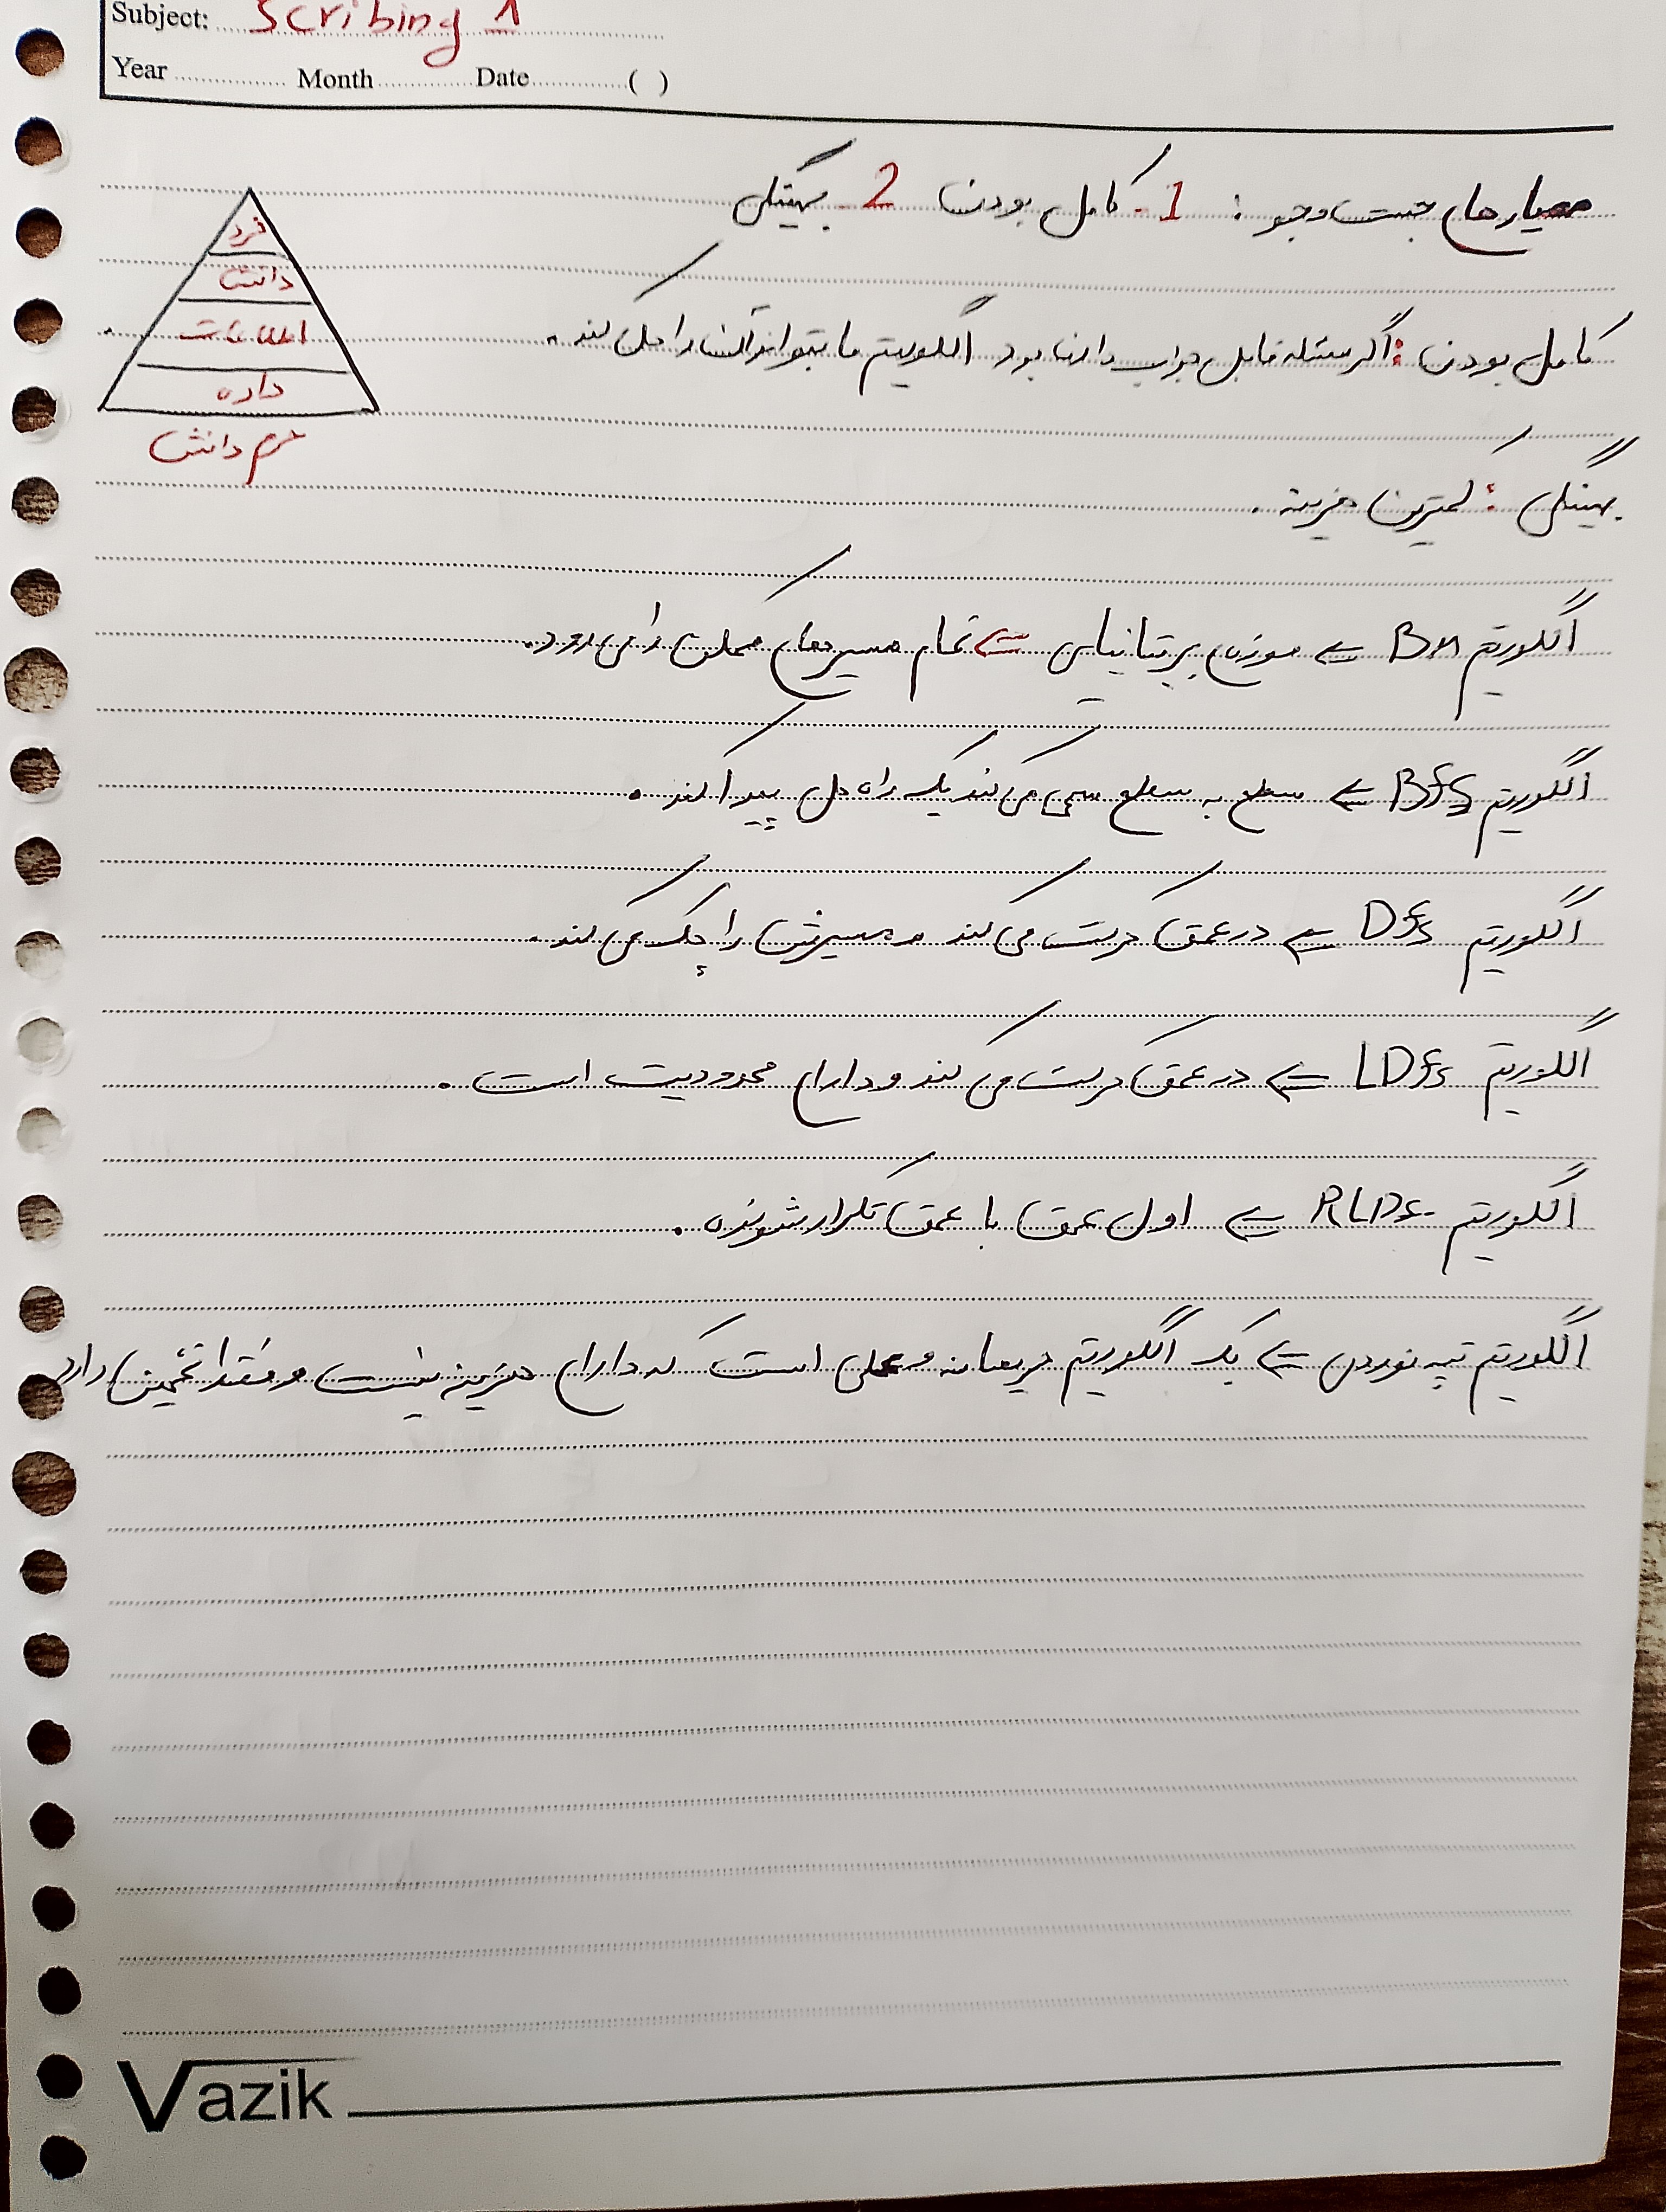 Subject: Scribing 1
Year Month Date ( )
معیارهای جست و جو : 1- کامل بودن 2- بهینگی
خرد
دانش
اطلاعات
داده
هرم دانش
کامل بودن : اگر مسئله قابل جواب دادن بود الگوریتم ما بتواند آن را حل کند .
بهینگی : کمترین هزینه .
الگوریتم Bm ⇐ موزه‌ی بریتانیایی ⇐ تمام مسیرهای ممکن را می رود.
الگوریتم Bfs ⇐ سطح به سطح سعی می کند یک راه حل پیدا کند .
الگوریتم Dfs ⇐ در عمق حرکت می کند و مسیرش را چک می کند .
الگوریتم LDfs ⇐ در عمق حرکت می کند و دارای محدودیت است .
الگوریتم ⇐ اول عمق با عمق تکرار شونده .
الگوریتم تپه نوردی ⇐ یک الگوریتم حریصانه و محلی است که دارای هزینه نیست و فقط تخمین دارد
Vazik